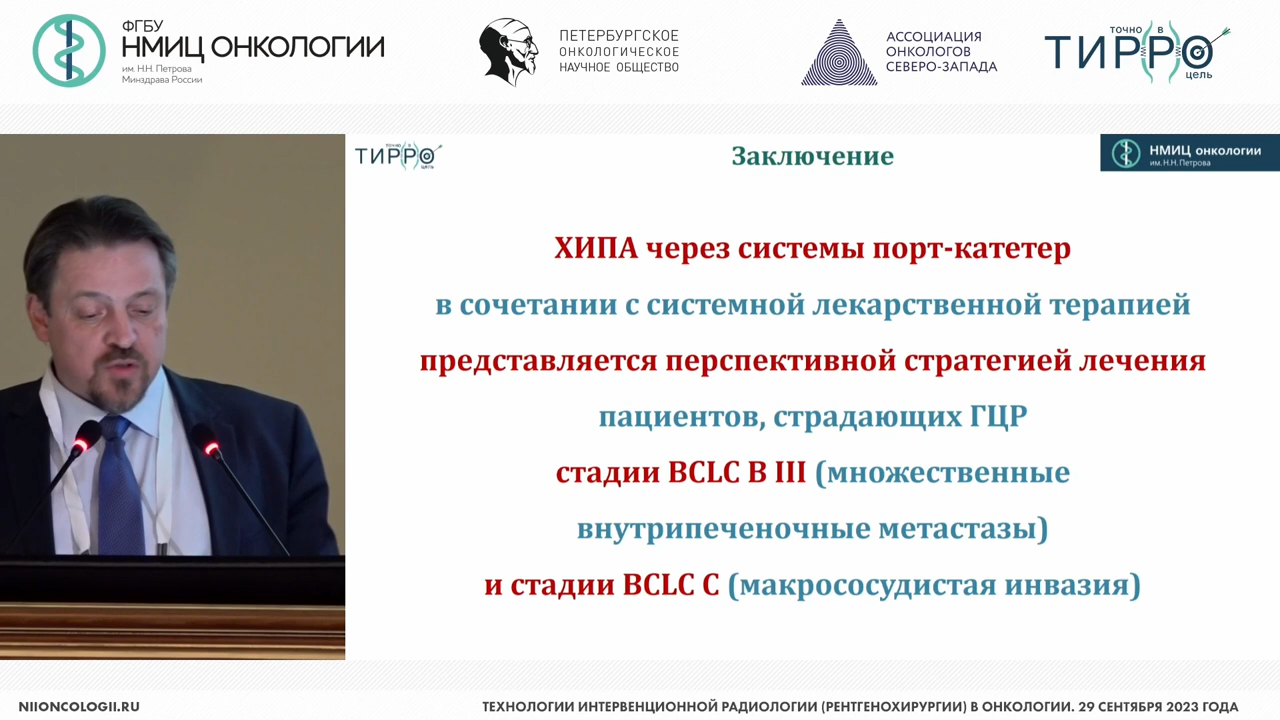 ФГБУ
НМИЦ ОНКОЛОГИИ
им. Н.Н. Петрова
Минздрава России
ПЕТЕРБУРГСКОЕ
ОНКОЛОГИЧЕСКОЕ
НАУЧНОЕ ОБЩЕСТВО
АССОЦИАЦИЯ
ОНКОЛОГОВ
СЕВЕРО-ЗАПАДА
ТОЧНО В
ТИРРО
цель
ТОЧНО В
ТИРРО
цель
Заключение
НМИЦ онкологии
им. Н.Н. Петрова
ХИПА через системы порт-катетер
в сочетании с системной лекарственной терапией
представляется перспективной стратегией лечения
пациентов, страдающих ГЦР
стадии BCLC B III (множественные
внутрипеченочные метастазы)
и стадии BCLC C (макрососудистая инвазия)
NIIONCOLOGII.RU
ТЕХНОЛОГИИ ИНТЕРВЕНЦИОННОЙ РАДИОЛОГИИ (РЕНТГЕНОХИРУРГИИ) В ОНКОЛОГИИ. 29 СЕНТЯБРЯ 2023 ГОДА